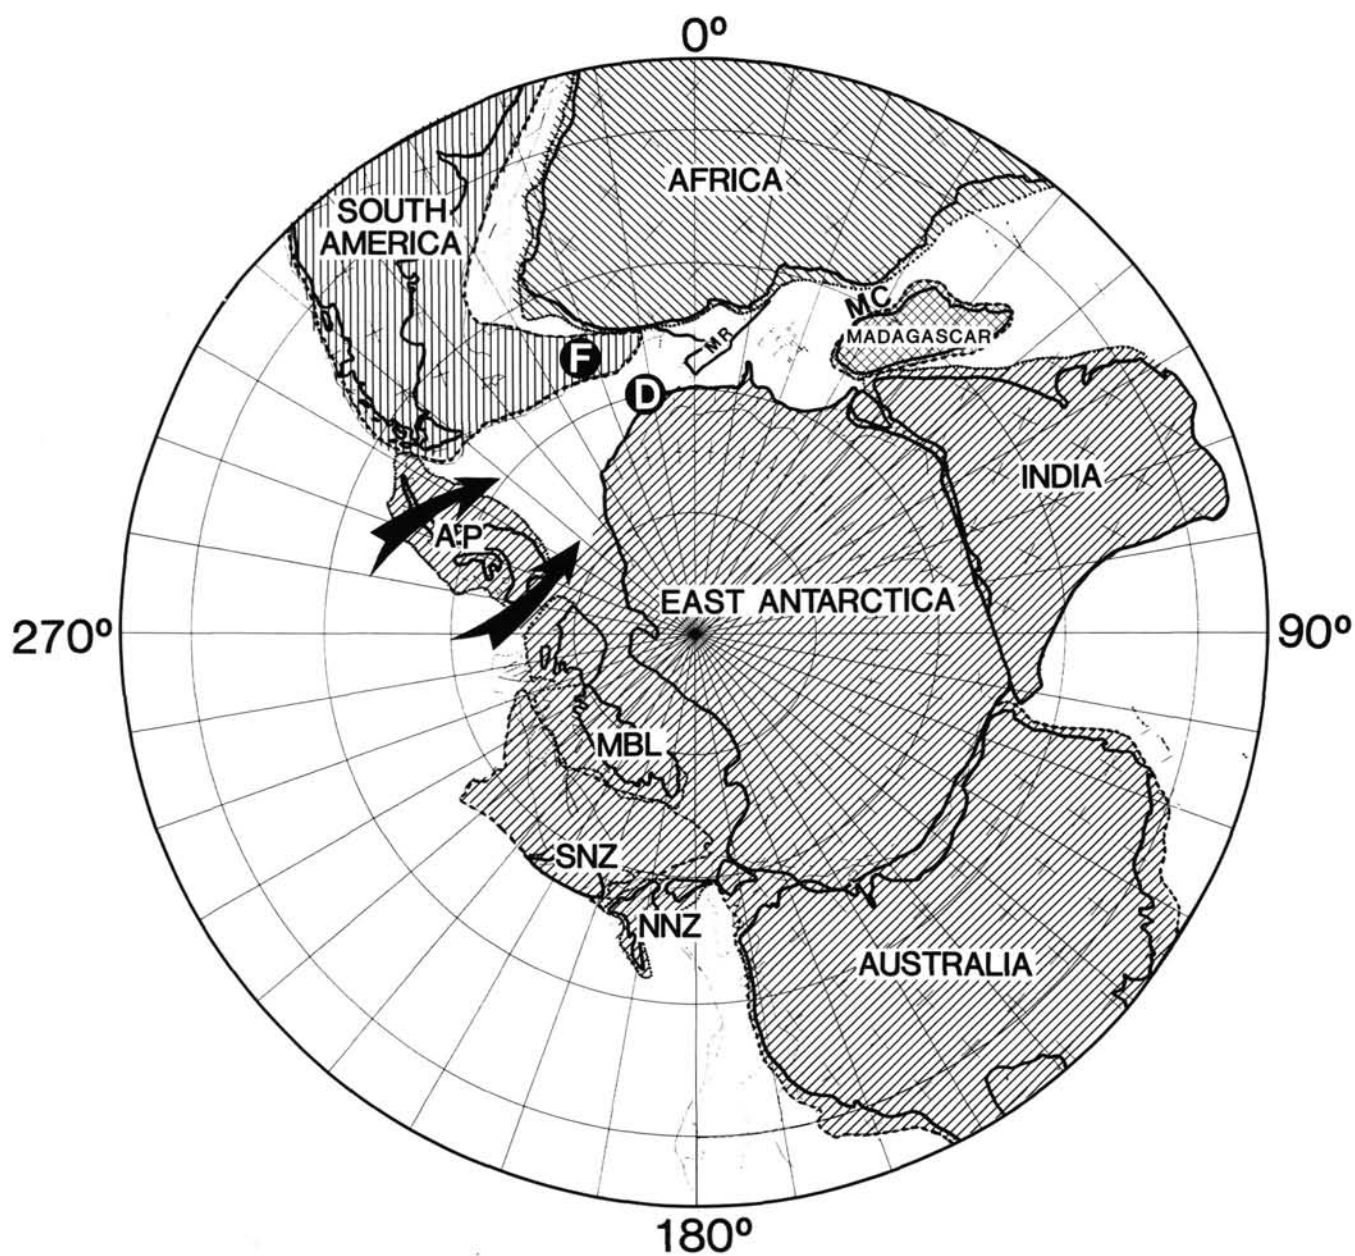 0º
AFRICA
SOUTH
AMERICA
MC
MADAGASCAR
MR
F
D
INDIA
AP
EAST ANTARCTICA
270º
90º
MBL
SNZ
NNZ
AUSTRALIA
180º